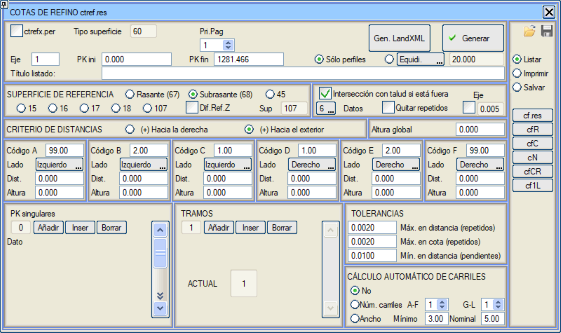 COTAS DE REFINO ctref.res
ctrefx.per Tipo superficie 60 Pri.Pag
1 Gen. LandXML Generar
Eje 1 PK ini 0.000 PK fin 1281.466 Sólo perfiles Equidi. ... 20.000
Título listado:
Listar
Imprimir
Salvar
SUPERFICIE DE REFERENCIA Rasante (67) Subrasante (68) 45
15 16 17 18 107 Dif.Ref.Z Sup 107
Intersección con talud si está fuera Eje
6 ... Datos Quitar repetidos 0.005
CRITERIO DE DISTANCIAS (+) Hacia la derecha (+) Hacia el exterior Altura global 0.000
cf.res
cfR
cfC
cN
cfCR
cf1L
Código A 99.00 Código B 2.00 Código C 1.00 Código D 1.00 Código E 2.00 Código F 99.00
Lado Izquierdo ... Lado Izquierdo ... Lado Izquierdo ... Lado Derecho ... Lado Derecho ... Lado Derecho ...
Dist. 0.000 Dist. 0.000 Dist. 0.000 Dist. 0.000 Dist. 0.000 Dist. 0.000
Altura 0.000 Altura 0.000 Altura 0.000 Altura 0.000 Altura 0.000 Altura 0.000
PK singulares
0 Añadir Inser Borrar
Dato
TRAMOS
1 Añadir Inser Borrar
ACTUAL 1
TOLERANCIAS
0.0020 Máx. en distancia (repetidos)
0.0020 Máx. en cota (repetidos)
0.0100 Mín. en distancia (pendientes)
CÁLCULO AUTOMÁTICO DE CARRILES
No
Núm. carriles A-F 1 G-L 1
Ancho Mínimo 3.00 Nominal 5.00